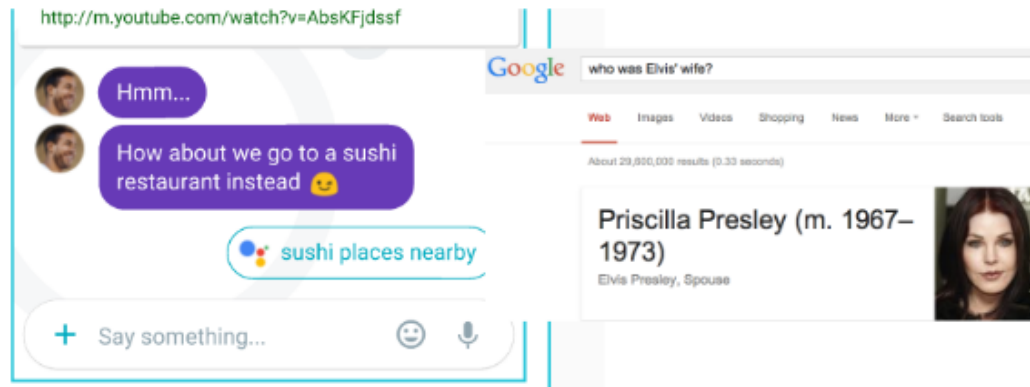 http://m.youtube.com/watch?v=AbsKFjdssf
Hmm...
How about we go to a sushi
restaurant instead 😉
sushi places nearby
Say something...
Google
who was Elvis' wife?
Web Images Videos Shopping News More Search tools
About 29,800,000 results (0.33 seconds)
Priscilla Presley (m. 1967–
1973)
Elvis Presley, Spouse